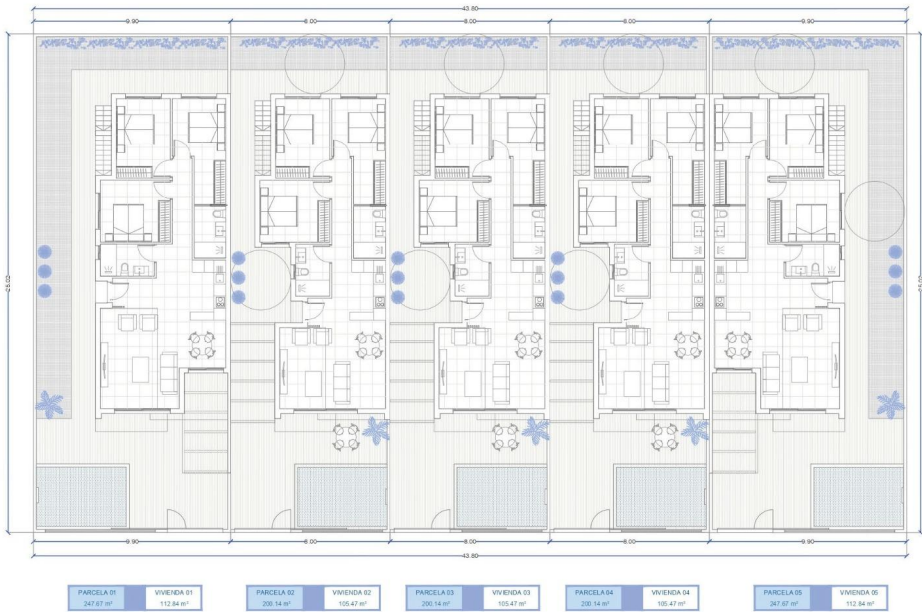 43.80
9.90 8.00 8.00 8.00 9.90
25.02 25.02
9.90 8.00 8.00 8.00 9.90
43.80
PARCELA 01 VIVIENDA 01 PARCELA 02 VIVIENDA 02 PARCELA 03 VIVIENDA 03 PARCELA 04 VIVIENDA 04 PARCELA 05 VIVIENDA 05
247.67 m² 112.84 m² 200.14 m² 105.47 m² 200.14 m² 105.47 m² 200.14 m² 105.47 m² 247.67 m² 112.84 m²